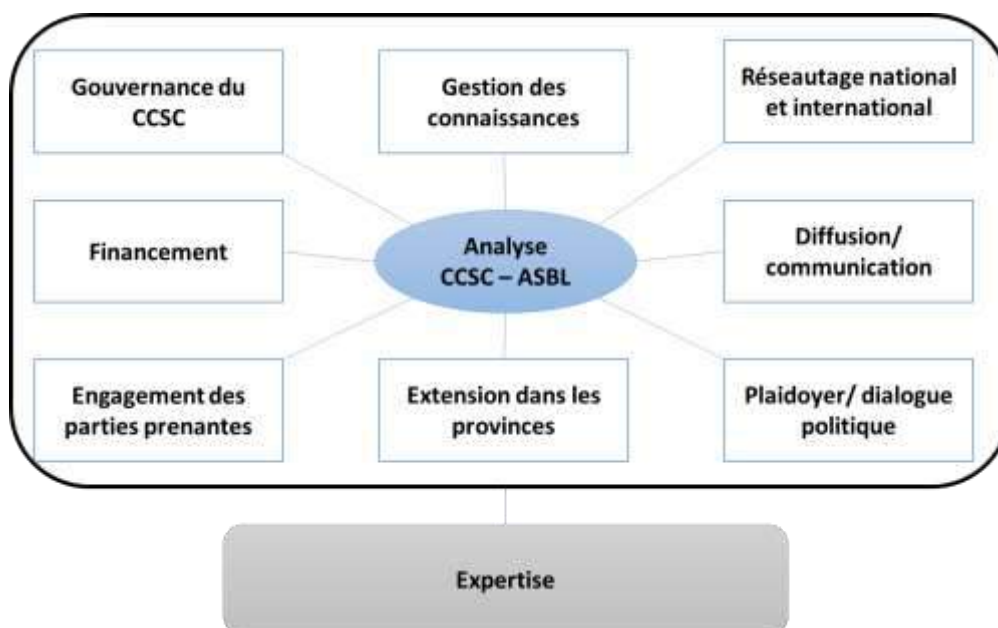 Gouvernance du
CCSC
Gestion des
connaissances
Réseautage national
et international
Financement
Analyse
CCSC – ASBL
Diffusion/
communication
Engagement des
parties prenantes
Extension dans les
provinces
Plaidoyer/ dialogue
politique
Expertise